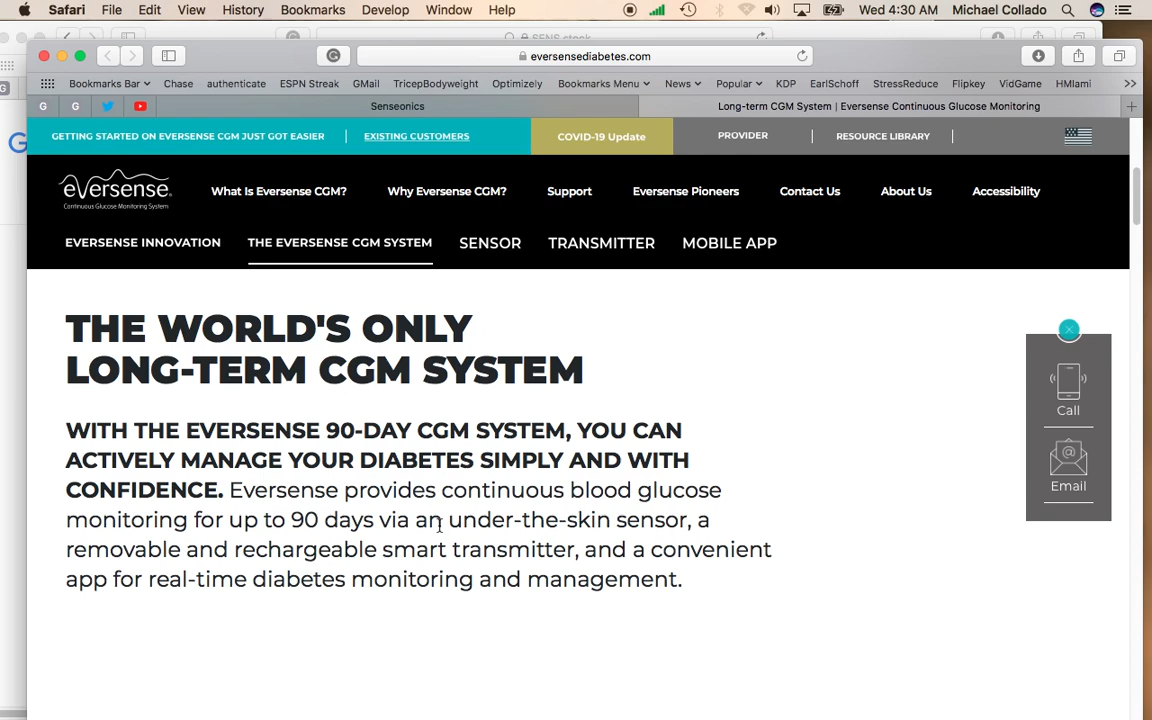 Safari File Edit View History Bookmarks Develop Window Help Wed 4:30 AM Michael Collado
SENS stock
eversensediabetes.com
Bookmarks Bar Chase authenticate ESPN Streak GMail TricepBodyweight Optimizely Bookmarks Menu News Popular KDP EarlSchoff StressReduce Flipkey VidGame HMIami
G G Senseonics Long-term CGM System | Eversense Continuous Glucose Monitoring
GETTING STARTED ON EVERSENSE CGM JUST GOT EASIER EXISTING CUSTOMERS COVID-19 Update PROVIDER RESOURCE LIBRARY
eversense What Is Eversense CGM? Why Eversense CGM? Support Eversense Pioneers Contact Us About Us Accessibility
Continuous Glucose Monitoring System
EVERSENSE INNOVATION THE EVERSENSE CGM SYSTEM SENSOR TRANSMITTER MOBILE APP
THE WORLD'S ONLY
LONG-TERM CGM SYSTEM
WITH THE EVERSENSE 90-DAY CGM SYSTEM, YOU CAN
ACTIVELY MANAGE YOUR DIABETES SIMPLY AND WITH
CONFIDENCE. Eversense provides continuous blood glucose
monitoring for up to 90 days via an under-the-skin sensor, a
removable and rechargeable smart transmitter, and a convenient
app for real-time diabetes monitoring and management.
Call
Email